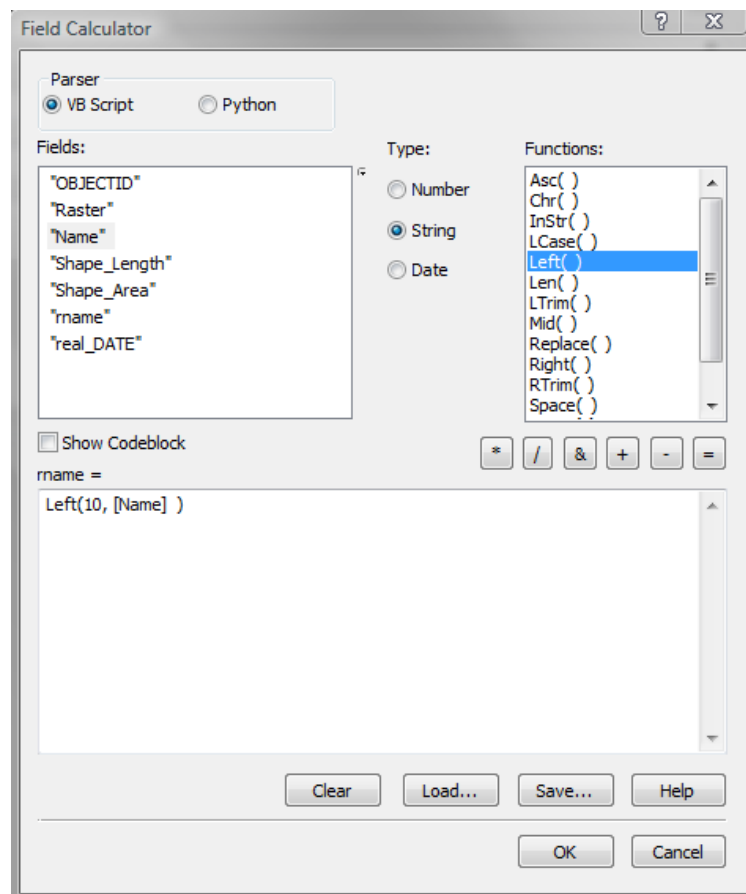 Field Calculator
Parser
VB Script
Python
Fields:
"OBJECTID"
"Raster"
"Name"
"Shape_Length"
"Shape_Area"
"rname"
"real_DATE"
Type:
Number
String
Date
Functions:
Asc( )
Chr( )
InStr( )
LCase( )
Left( )
Len( )
LTrim( )
Mid( )
Replace( )
Right( )
RTrim( )
Space( )
Show Codeblock
* / & + - =
rname =
Left(10, [Name] )
Clear
Load...
Save...
Help
OK
Cancel